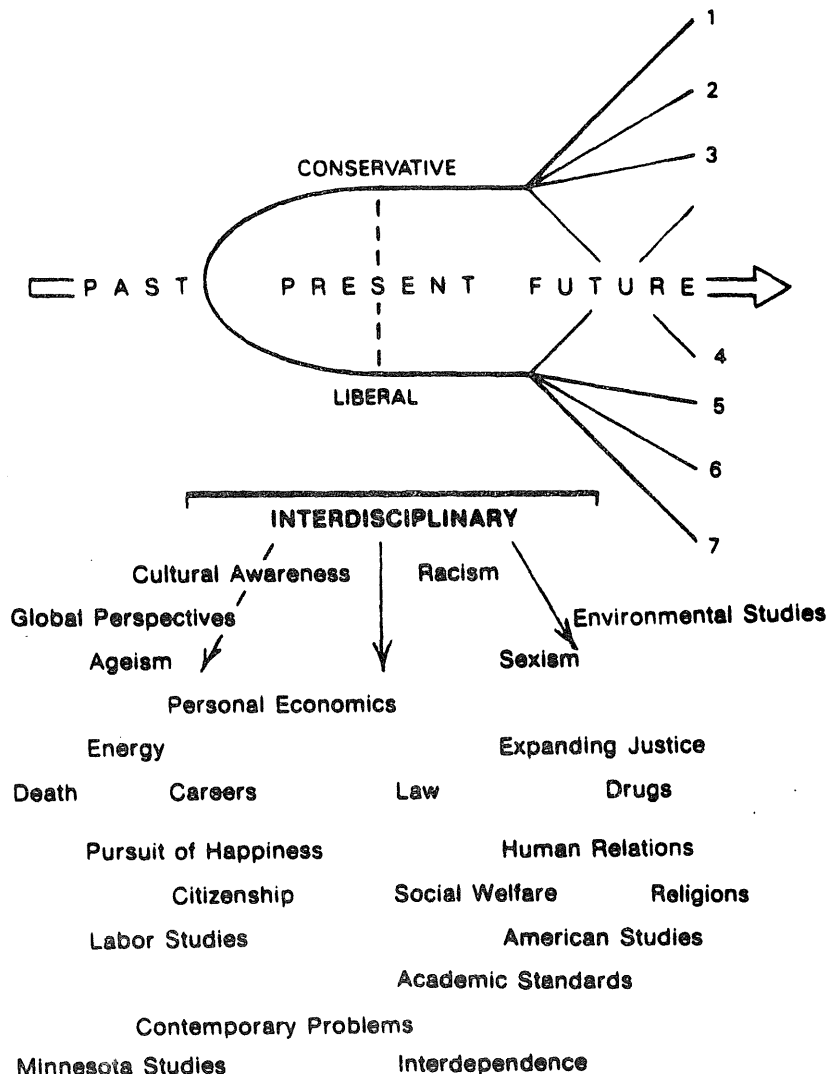 1
2
3
CONSERVATIVE
PAST PRESENT FUTURE
4
LIBERAL
5
6
7
INTERDISCIPLINARY
Cultural Awareness Racism
Global Perspectives Environmental Studies
Ageism Sexism
Personal Economics
Energy Expanding Justice
Death Careers Law Drugs
Pursuit of Happiness Human Relations
Citizenship Social Welfare Religions
Labor Studies American Studies
Academic Standards
Contemporary Problems
Minnesota Studies Interdependence